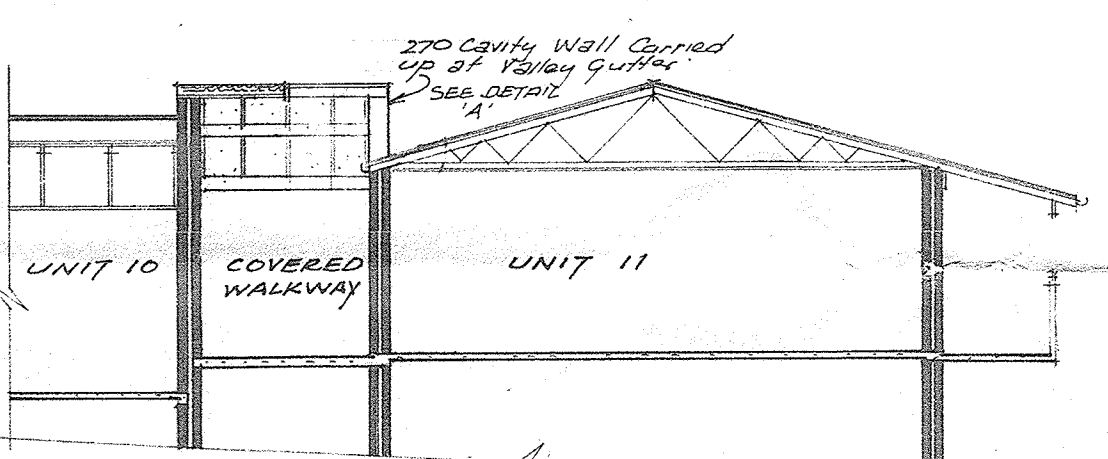 270 Cavity Wall Carried
up at Valley Gutter
SEE DETAIL
'A'
UNIT 10
COVERED
WALKWAY
UNIT 11